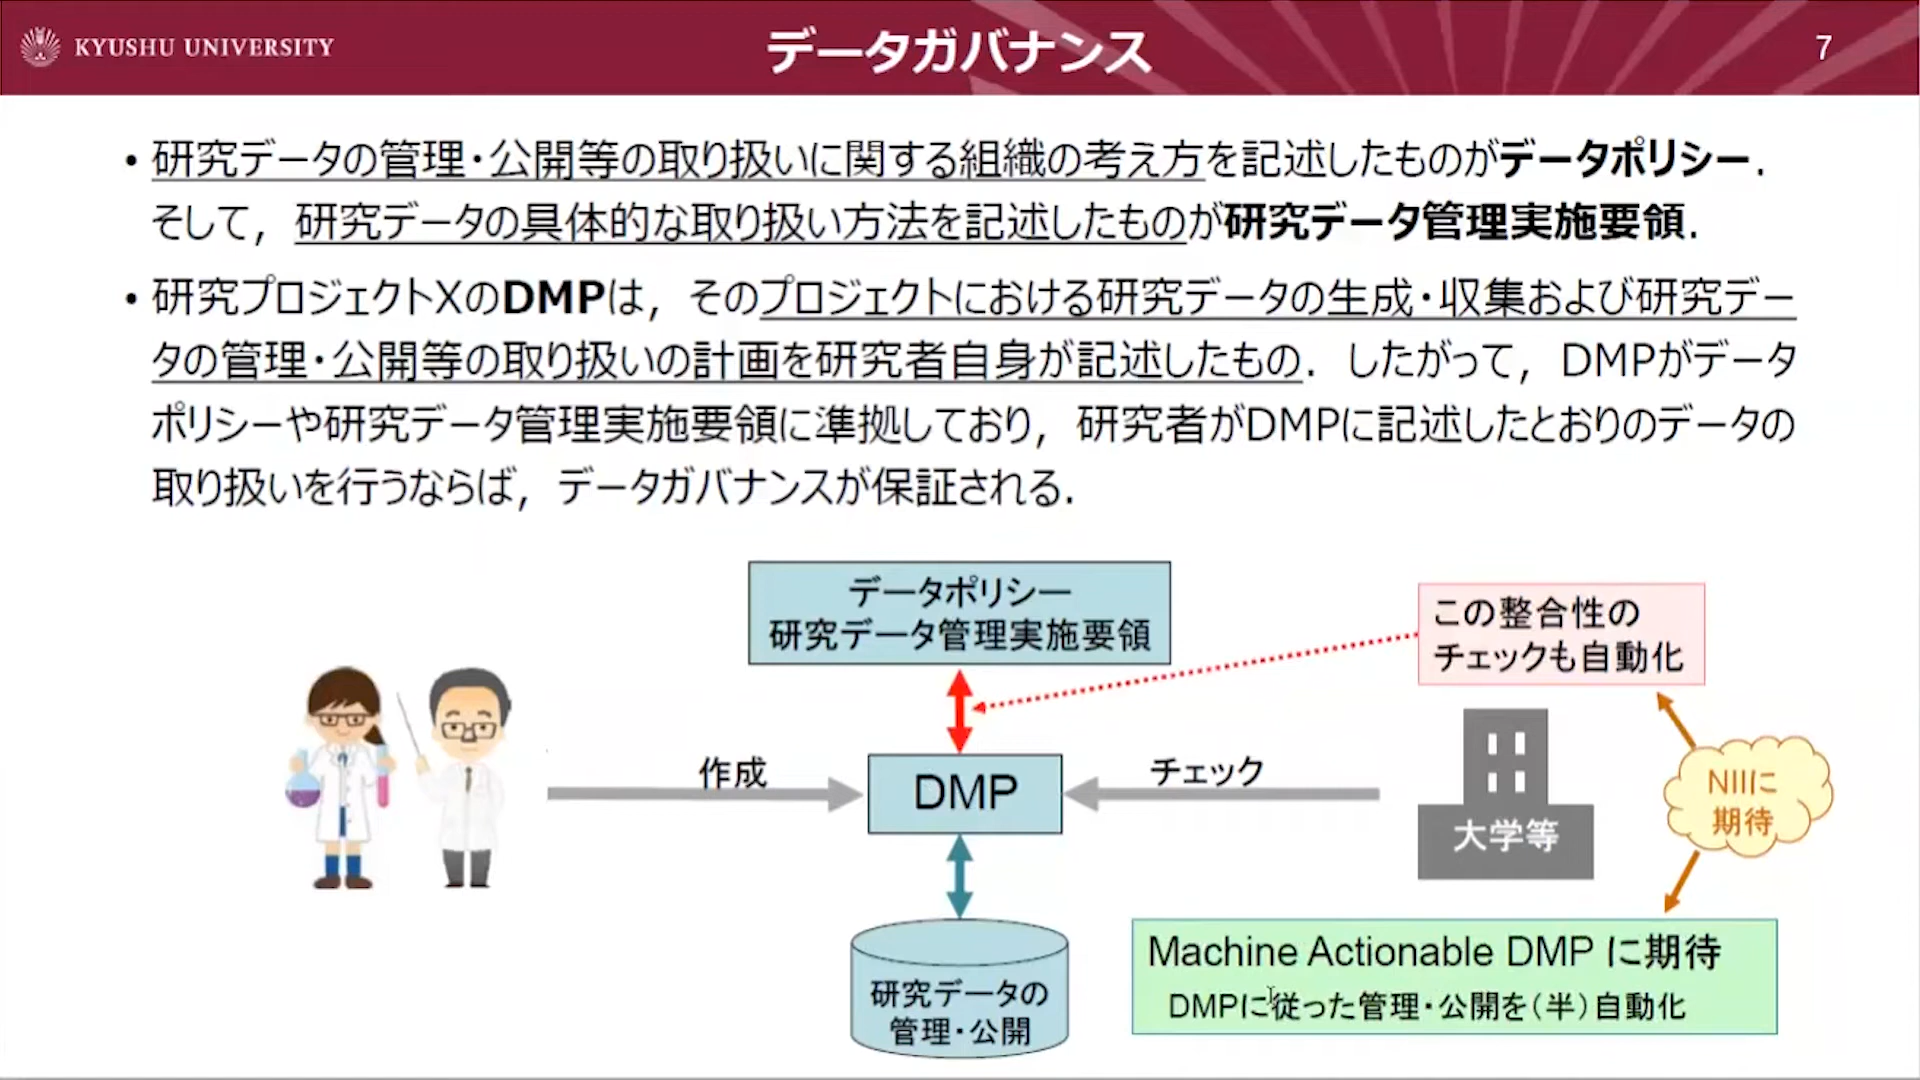 KYUSHU UNIVERSITY
データガバナンス
7
・研究データの管理・公開等の取り扱いに関する組織の考え方を記述したものがデータポリシー．
そして，研究データの具体的な取り扱い方法を記述したものが研究データ管理実施要領．
・研究プロジェクトXのDMPは，そのプロジェクトにおける研究データの生成・収集および研究デー
タの管理・公開等の取り扱いの計画を研究者自身が記述したもの．したがって，DMPがデータ
ポリシーや研究データ管理実施要領に準拠しており，研究者がDMPに記述したとおりのデータの
取り扱いを行うならば，データガバナンスが保証される．
データポリシー
研究データ管理実施要領
この整合性の
チェックも自動化
作成
DMP
チェック
大学等
NIIに
期待
研究データの
管理・公開
Machine Actionable DMP に期待
DMPに従った管理・公開を（半）自動化